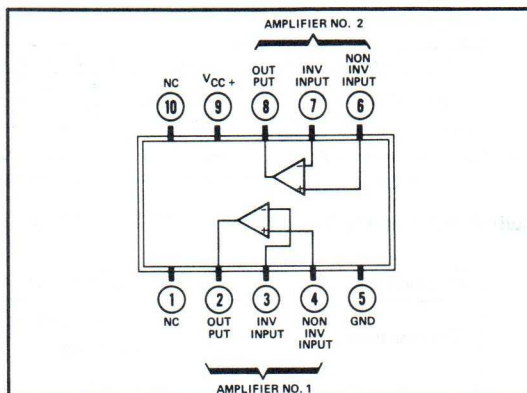 AMPLIFIER NO. 2
NC
VCC +
OUT
PUT
INV
INPUT
NON
INV
INPUT
10
9
8
7
6
−
+
−
+
1
2
3
4
5
NC
OUT
PUT
INV
INPUT
NON
INV
INPUT
GND
AMPLIFIER NO. 1